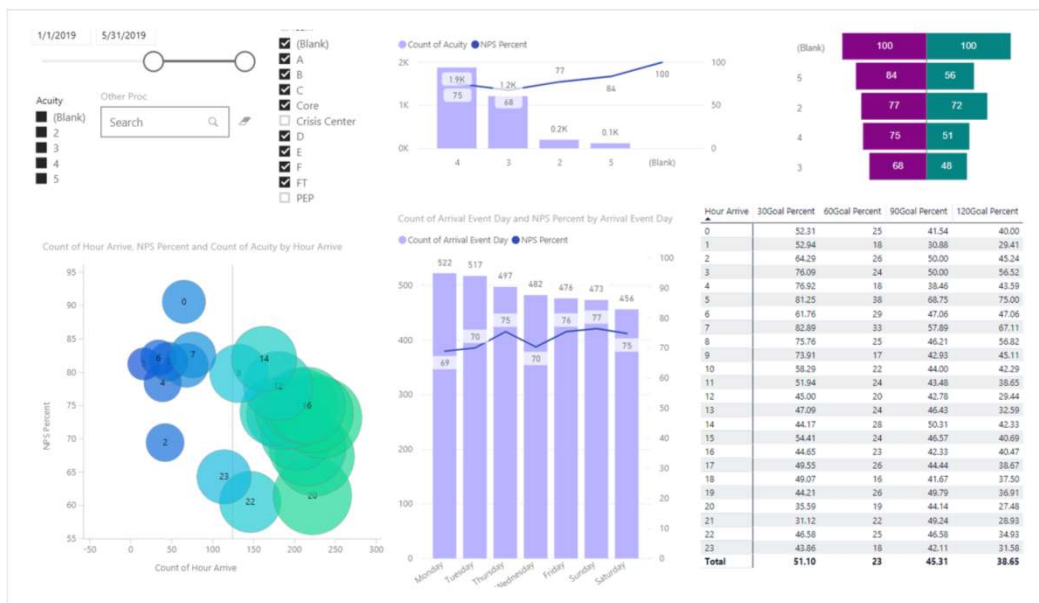 1/1/2019 5/31/2019
Acuity
(Blank)
2
3
4
5
Other Proc
Search
(Blank)
A
B
C
Core
Crisis Center
D
E
F
FT
PEP
Count of Acuity NPS Percent
2K
1K
0K
1.9K
75
1.2K
68
0.2K
77
0.1K
84
100
100
50
0
4 3 2 5 (Blank)
(Blank) 100 100
5 84 56
2 77 72
4 75 51
3 68 48
Count of Hour Arrive, NPS Percent and Count of Acuity by Hour Arrive
95
90
85
80
75
70
65
60
55
NPS Percent
0
6
7
4
2
14
12
16
23
22
20
-50 0 50 100 150 200 250 300
Count of Hour Arrive
Count of Arrival Event Day and NPS Percent by Arrival Event Day
Count of Arrival Event Day NPS Percent
500
400
300
200
100
0
522 517 497 482 476 473 456
69 70 75 70 76 77 75
100
90
80
70
60
50
40
30
20
10
0
Monday Tuesday Thursday Wednesday Friday Sunday Saturday
Hour Arrive 30Goal Percent 60Goal Percent 90Goal Percent 120Goal Percent
0 52.31 25 41.54 40.00
1 52.94 18 30.88 29.41
2 64.29 26 50.00 45.24
3 76.09 24 50.00 56.52
4 76.92 18 38.46 43.59
5 81.25 38 68.75 75.00
6 61.76 29 47.06 47.06
7 82.89 33 57.89 67.11
8 75.76 25 46.21 56.82
9 73.91 17 42.93 45.11
10 58.29 22 44.00 42.29
11 51.94 24 43.48 38.65
12 45.00 20 42.78 29.44
13 47.09 24 46.43 32.59
14 44.17 28 50.31 42.33
15 54.41 24 46.57 40.69
16 44.65 23 42.33 40.47
17 49.55 26 44.44 38.67
18 49.07 16 41.67 37.50
19 44.21 26 49.79 36.91
20 35.59 19 44.14 27.48
21 31.12 22 49.24 28.93
22 46.58 25 46.58 34.93
23 43.86 18 42.11 31.58
Total 51.10 23 45.31 38.65